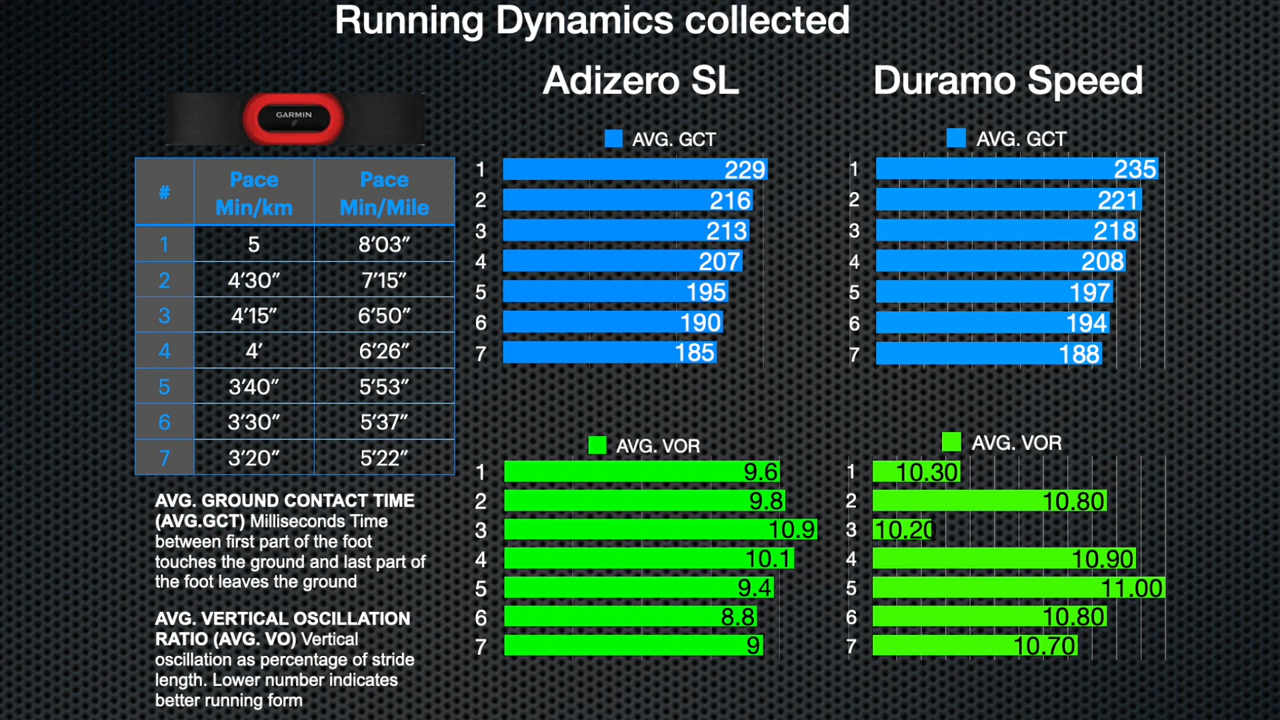 Running Dynamics collected
Adizero SL
Duramo Speed
GARMIN
# Pace Min/km Pace Min/Mile
1 5 8’03”
2 4’30” 7’15”
3 4’15” 6’50”
4 4’ 6’26”
5 3’40” 5’53”
6 3’30” 5’37”
7 3’20” 5’22”
AVG. GROUND CONTACT TIME
(AVG.GCT) Milliseconds Time
between first part of the foot
touches the ground and last part of
the foot leaves the ground
AVG. VERTICAL OSCILLATION
RATIO (AVG. VO) Vertical
oscillation as percentage of stride
length. Lower number indicates
better running form
AVG. GCT
1 229
2 216
3 213
4 207
5 195
6 190
7 185
AVG. GCT
1 235
2 221
3 218
4 208
5 197
6 194
7 188
AVG. VOR
1 9.6
2 9.8
3 10.9
4 10.1
5 9.4
6 8.8
7 9
AVG. VOR
1 10.30
2 10.80
3 10.20
4 10.90
5 11.00
6 10.80
7 10.70